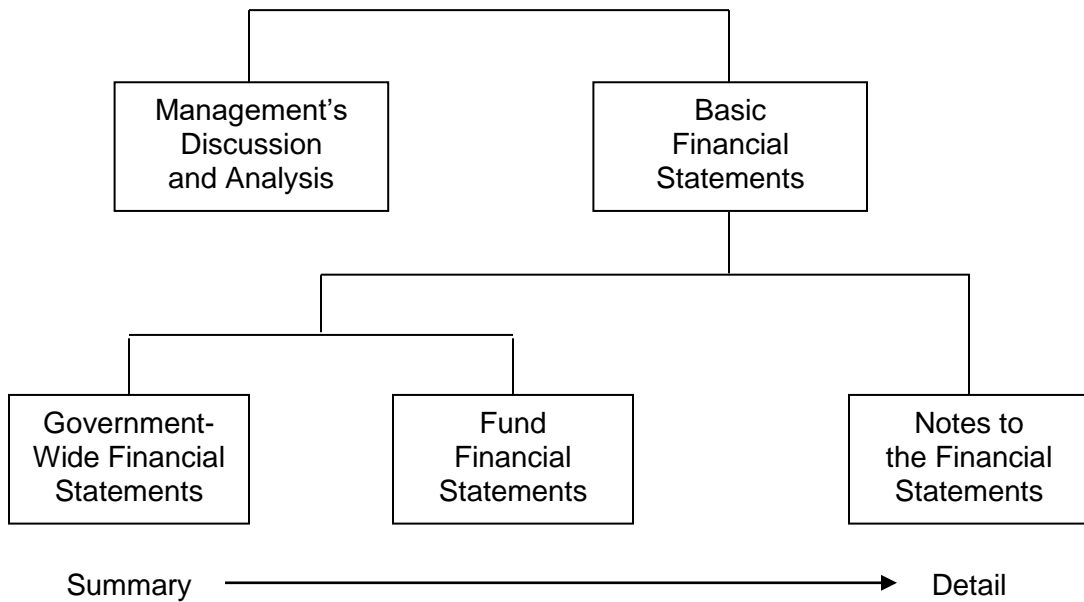 Management’s
Discussion
and Analysis
Basic
Financial
Statements
Government-
Wide Financial
Statements
Fund
Financial
Statements
Notes to
the Financial
Statements
Summary
Detail